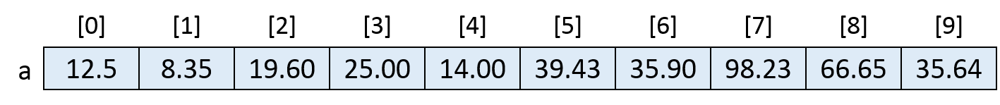 [0] [1] [2] [3] [4] [5] [6] [7] [8] [9]
a 12.5 8.35 19.60 25.00 14.00 39.43 35.90 98.23 66.65 35.64